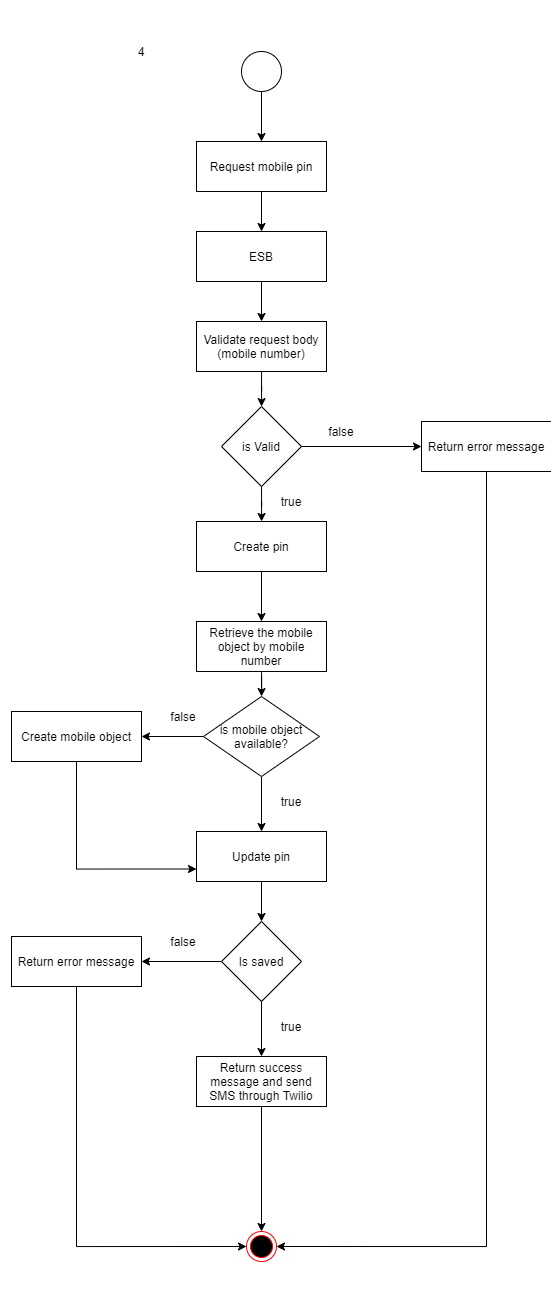 4
Request mobile pin
ESB
Validate request body
(mobile number)
is Valid
false
Return error message
true
Create pin
Retrieve the mobile
object by mobile
number
is mobile object
available?
false
Create mobile object
true
Update pin
Is saved
false
Return error message
true
Return success
message and send
SMS through Twilio